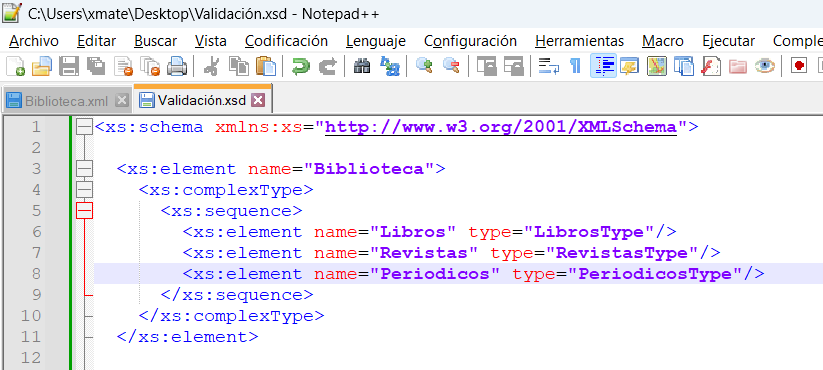 C:\Users\xmate\Desktop\Validación.xsd - Notepad++
Archivo Editar Buscar Vista Codificación Lenguaje Configuración Herramientas Macro Ejecutar Comple
Biblioteca.xml Validación.xsd
1 <xs:schema xmlns:xs="http://www.w3.org/2001/XMLSchema">
2
3 <xs:element name="Biblioteca">
4 <xs:complexType>
5 <xs:sequence>
6 <xs:element name="Libros" type="LibrosType"/>
7 <xs:element name="Revistas" type="RevistasType"/>
8 <xs:element name="Periodicos" type="PeriodicosType"/>
9 </xs:sequence>
10 </xs:complexType>
11 </xs:element>
12